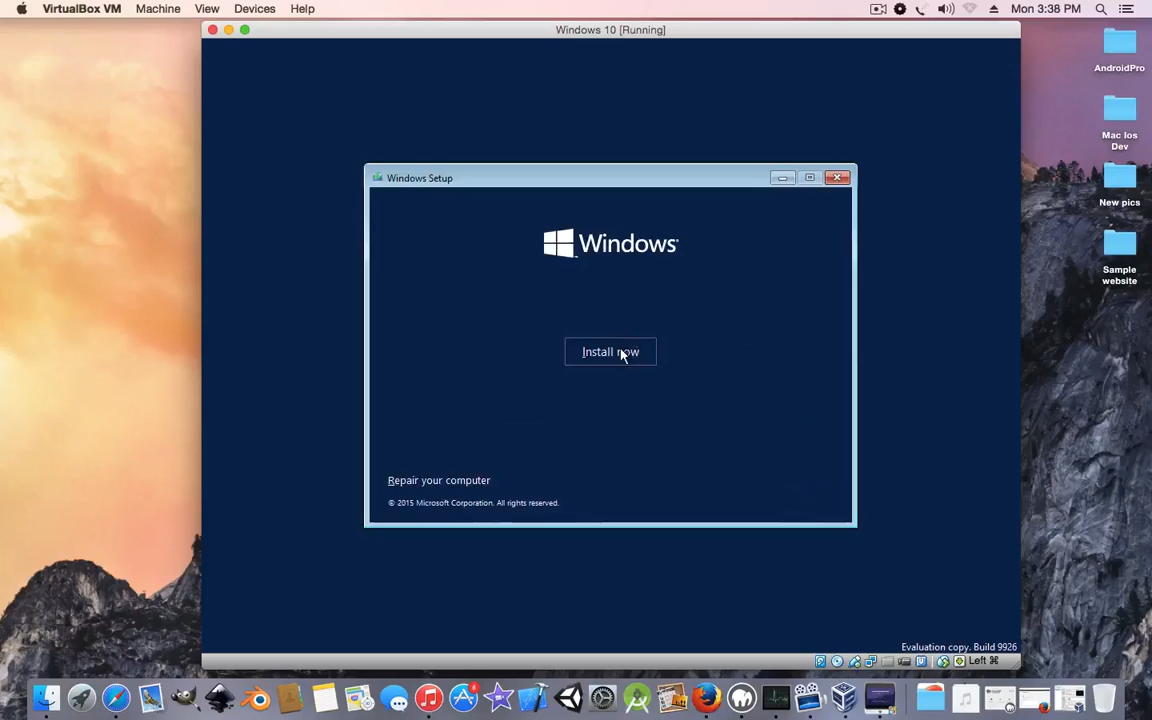 VirtualBox VM Machine View Devices Help Mon 3:38 PM
Windows 10 [Running]
AndroidPro
Mac Ios
Dev
New pics
Sample
website
Windows Setup
Windows
Install now
Repair your computer
© 2015 Microsoft Corporation. All rights reserved.
Evaluation copy. Build 9926
Left ⌘